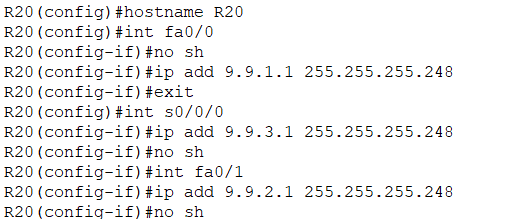 R20(config)#hostname R20
R20(config)#int fa0/0
R20(config-if)#no sh
R20(config-if)#ip add 9.9.1.1 255.255.255.248
R20(config-if)#exit
R20(config)#int s0/0/0
R20(config-if)#ip add 9.9.3.1 255.255.255.248
R20(config-if)#no sh
R20(config-if)#int fa0/1
R20(config-if)#ip add 9.9.2.1 255.255.255.248
R20(config-if)#no sh